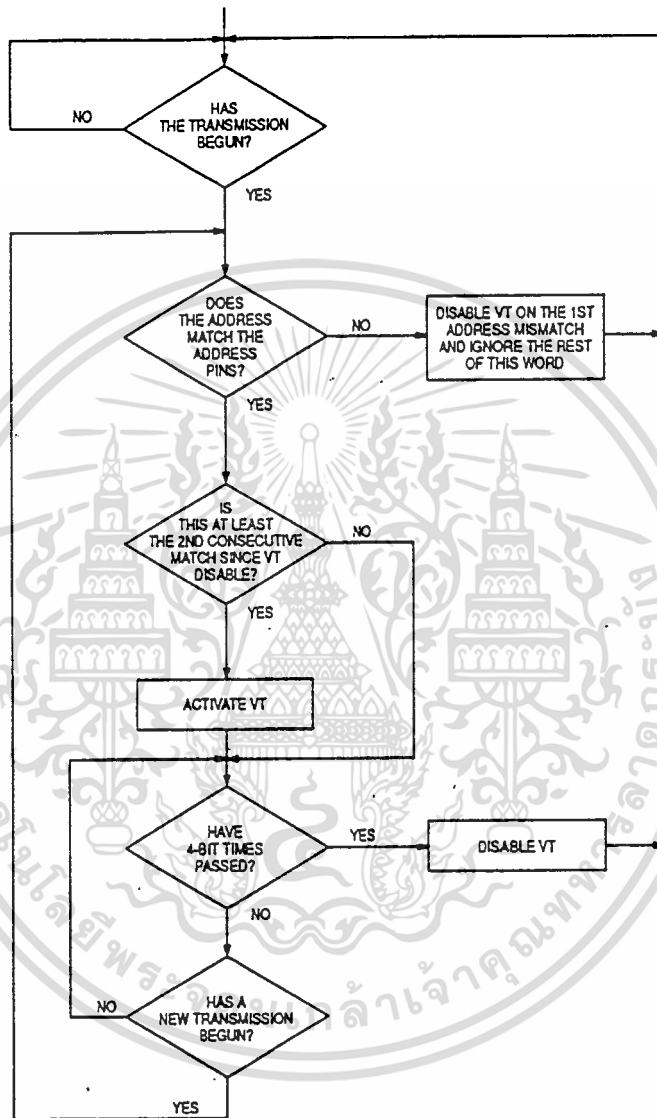 HAS
THE TRANSMISSION
BEGUN?
NO
YES
DOES
THE ADDRESS
MATCH THE
ADDRESS
PINS?
NO
DISABLE VT ON THE 1ST
ADDRESS MISMATCH
AND IGNORE THE REST
OF THIS WORD
YES
IS
THIS AT LEAST
THE 2ND CONSECUTIVE
MATCH SINCE VT
DISABLE?
NO
YES
ACTIVATE VT
HAVE
4-BIT TIMES
PASSED?
YES
DISABLE VT
NO
HAS A
NEW TRANSMISSION
BEGUN?
NO
YES